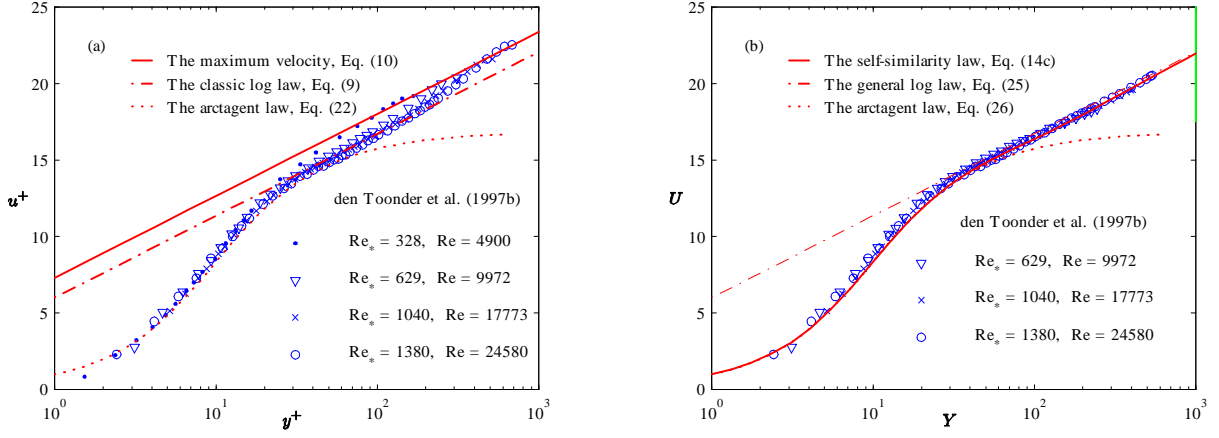 25
20
15
10
5
0
u+
(a)
The maximum velocity, Eq. (10)
The classic log law, Eq. (9)
The arctagent law, Eq. (22)
den Toonder et al. (1997b)
Re* = 328, Re = 4900
Re* = 629, Re = 9972
Re* = 1040, Re = 17773
Re* = 1380, Re = 24580
10^0
10^1
10^2
10^3
y+
25
20
15
10
5
0
U
(b)
The self-similarity law, Eq. (14c)
The general log law, Eq. (25)
The arctagent law, Eq. (26)
den Toonder et al. (1997b)
Re* = 629, Re = 9972
Re* = 1040, Re = 17773
Re* = 1380, Re = 24580
10^0
10^1
10^2
10^3
Y